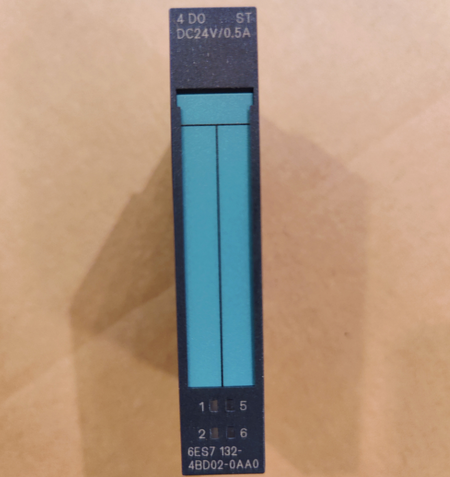 4 DO ST
DC24V/0.5A
1 5
2 6
6ES7 132-
4BD02-0AA0